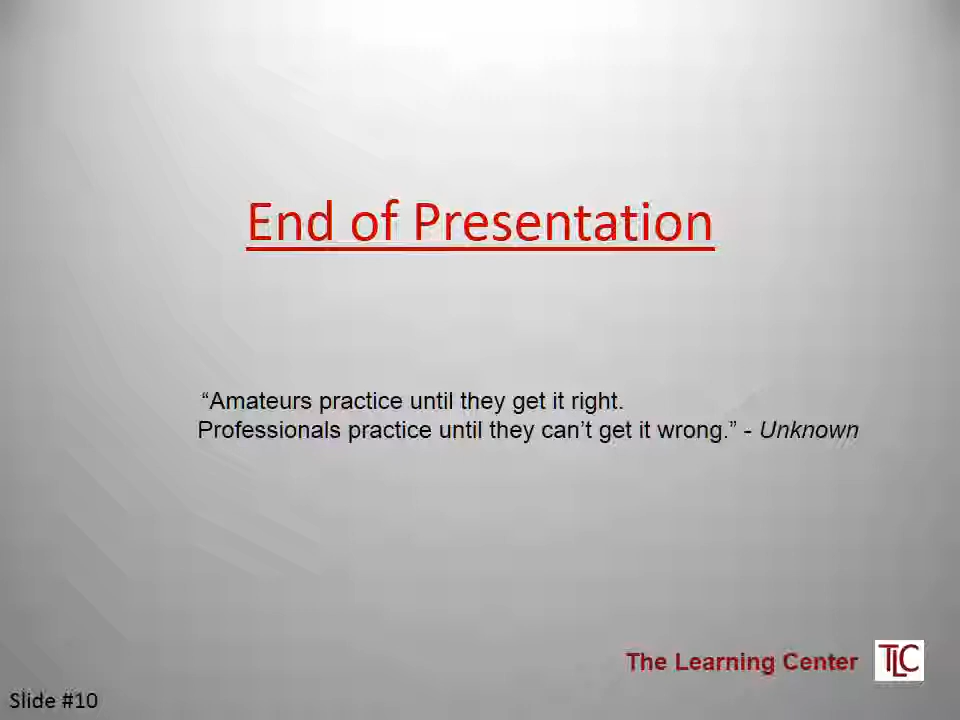 End of Presentation
“Amateurs practice until they get it right.
Professionals practice until they can’t get it wrong.” - Unknown
The Learning Center TLC
Slide #10